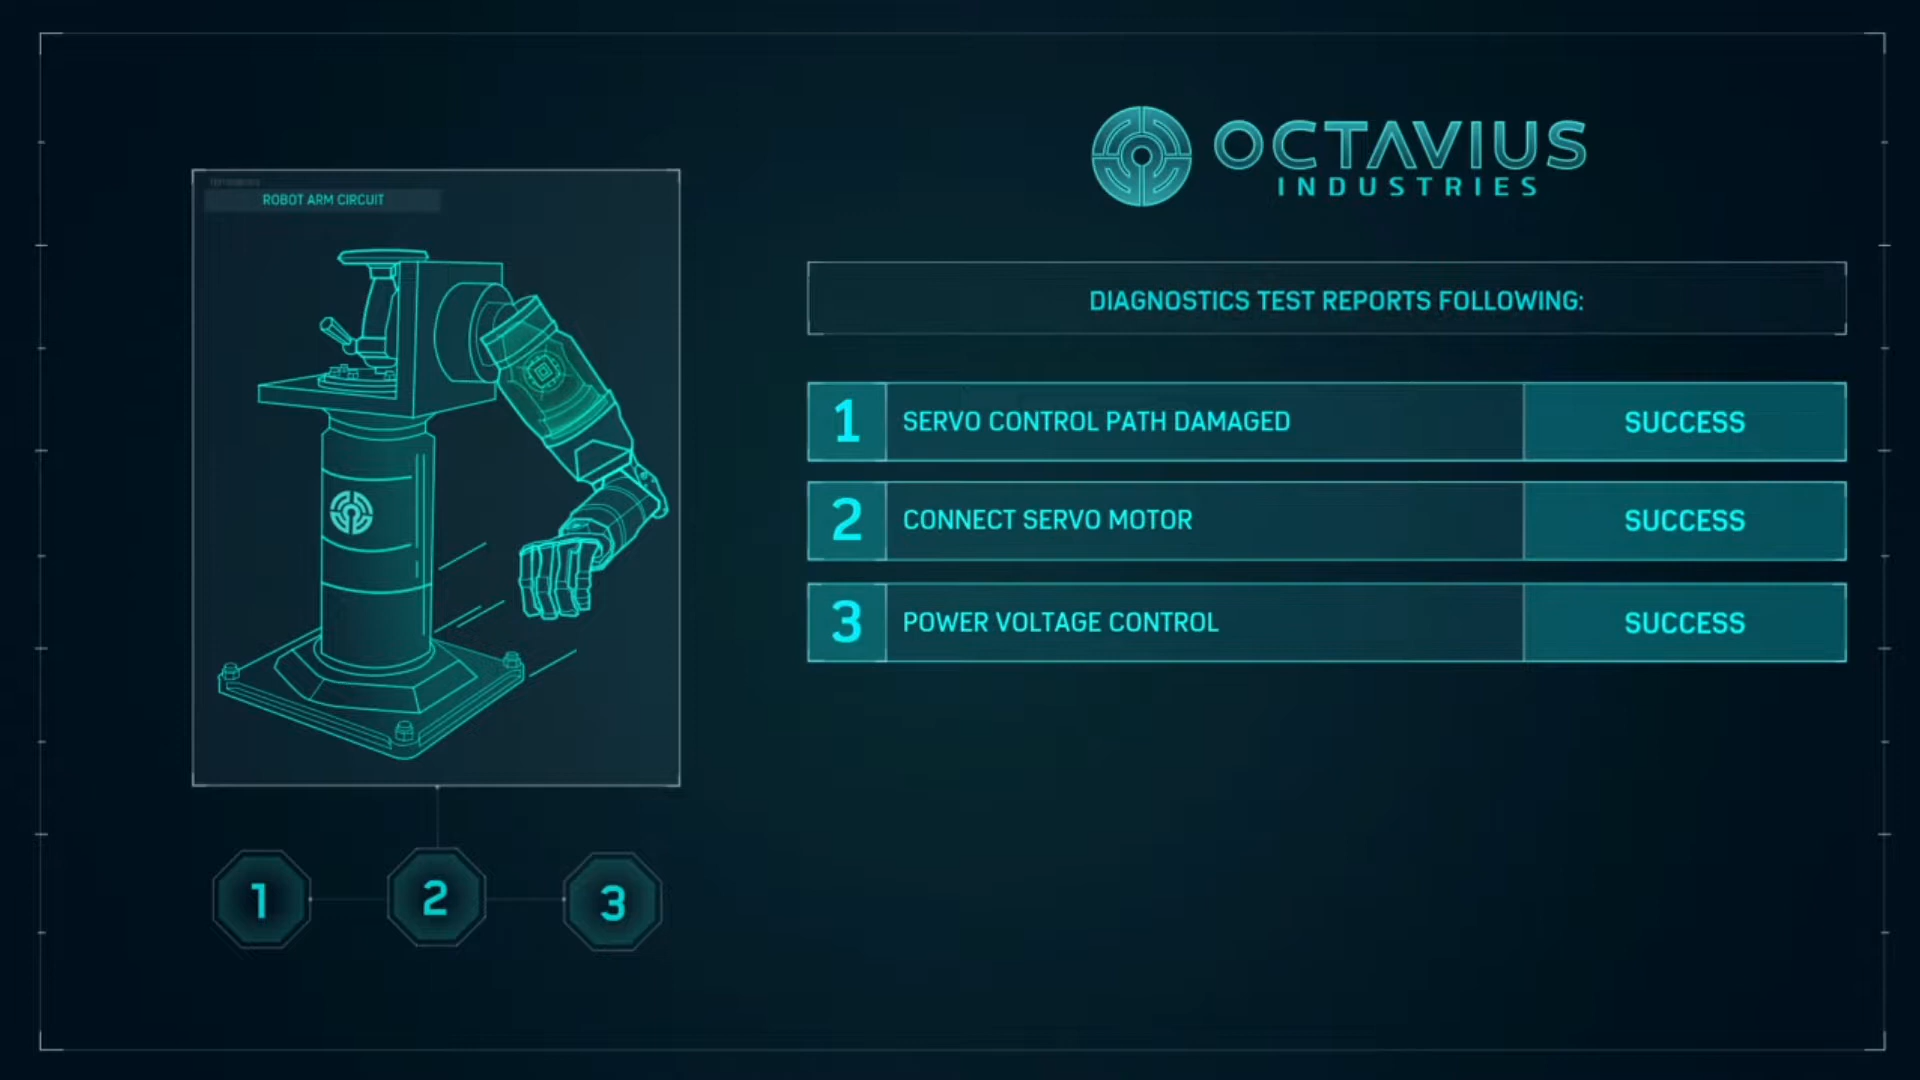 ROBOT ARM CIRCUIT
OCTAVIUS
INDUSTRIES
DIAGNOSTICS TEST REPORTS FOLLOWING:
1 SERVO CONTROL PATH DAMAGED SUCCESS
2 CONNECT SERVO MOTOR SUCCESS
3 POWER VOLTAGE CONTROL SUCCESS
1 2 3